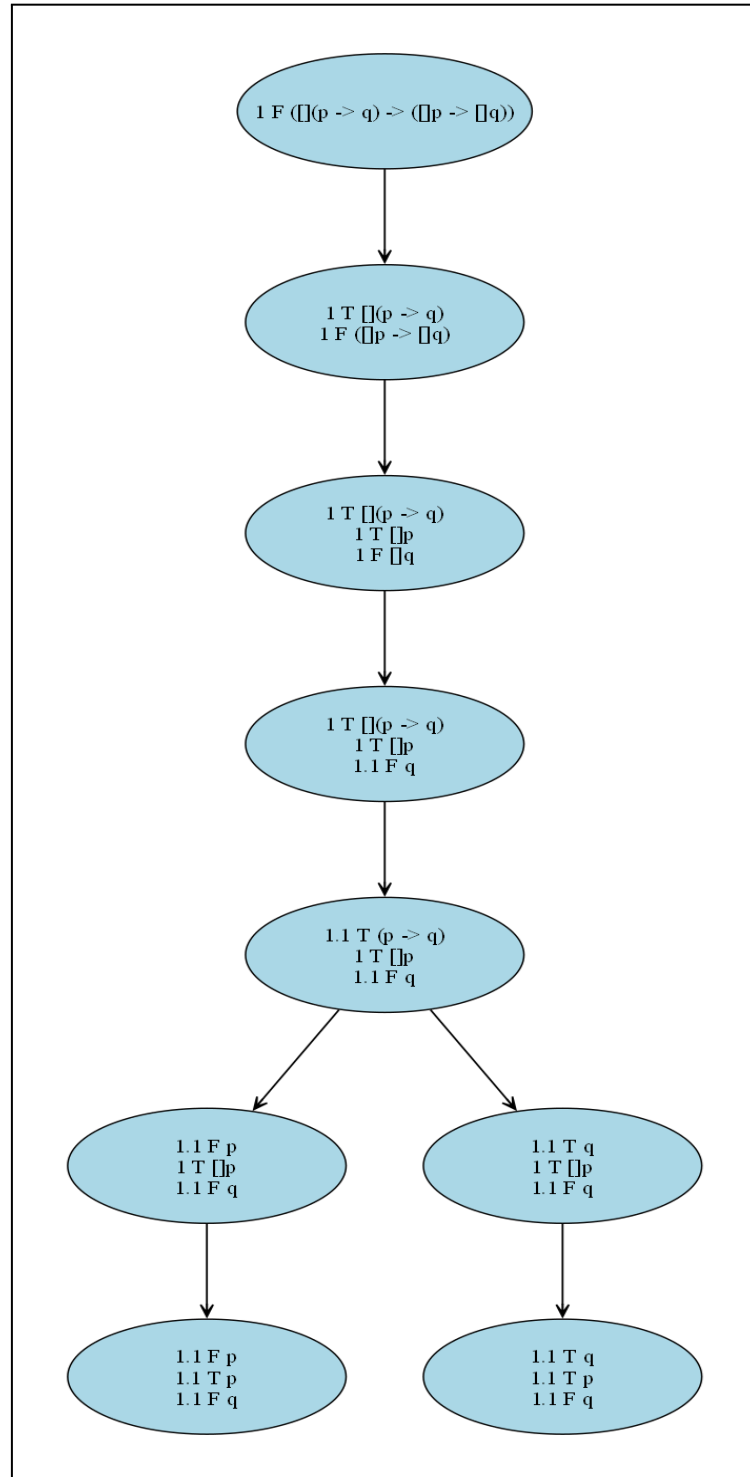 1 F ([](p -> q) -> ([]p -> []q))
1 T [](p -> q)
1 F ([]p -> []q)
1 T [](p -> q)
1 T []p
1 F []q
1 T [](p -> q)
1 T []p
1.1 F q
1.1 T (p -> q)
1 T []p
1.1 F q
1.1 F p
1 T []p
1.1 F q
1.1 T q
1 T []p
1.1 F q
1.1 F p
1.1 T p
1.1 F q
1.1 T q
1.1 T p
1.1 F q